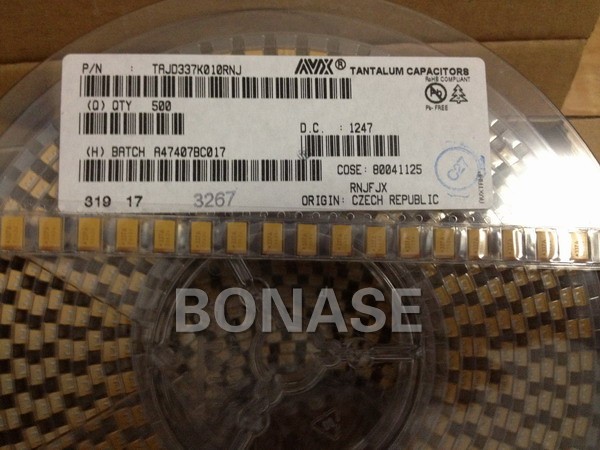 P/N : TAJD337K010RNJ
AVX® TANTALUM CAPACITORS
RoHS COMPLIANT
(Q) QTY 500
Pb- FREE
D.C. : 1247
(H) BATCH A47407BC017
COSE: 80041125
RNJFJX
319 17 3267 ORIGIN: CZECH REPUBLIC
BONASE